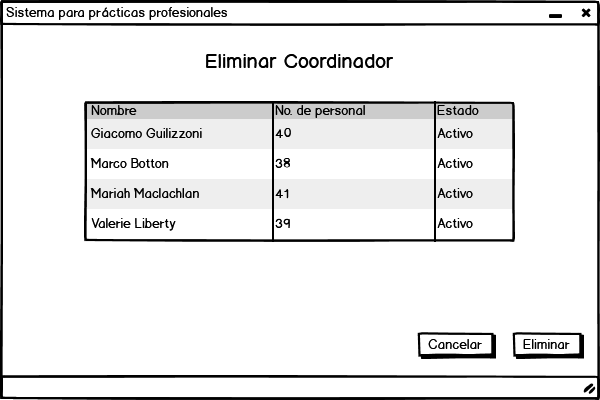 Sistema para prácticas profesionales
Eliminar Coordinador
Nombre No. de personal Estado
Giacomo Guilizzoni 40 Activo
Marco Botton 38 Activo
Mariah Maclachlan 41 Activo
Valerie Liberty 39 Activo
Cancelar Eliminar